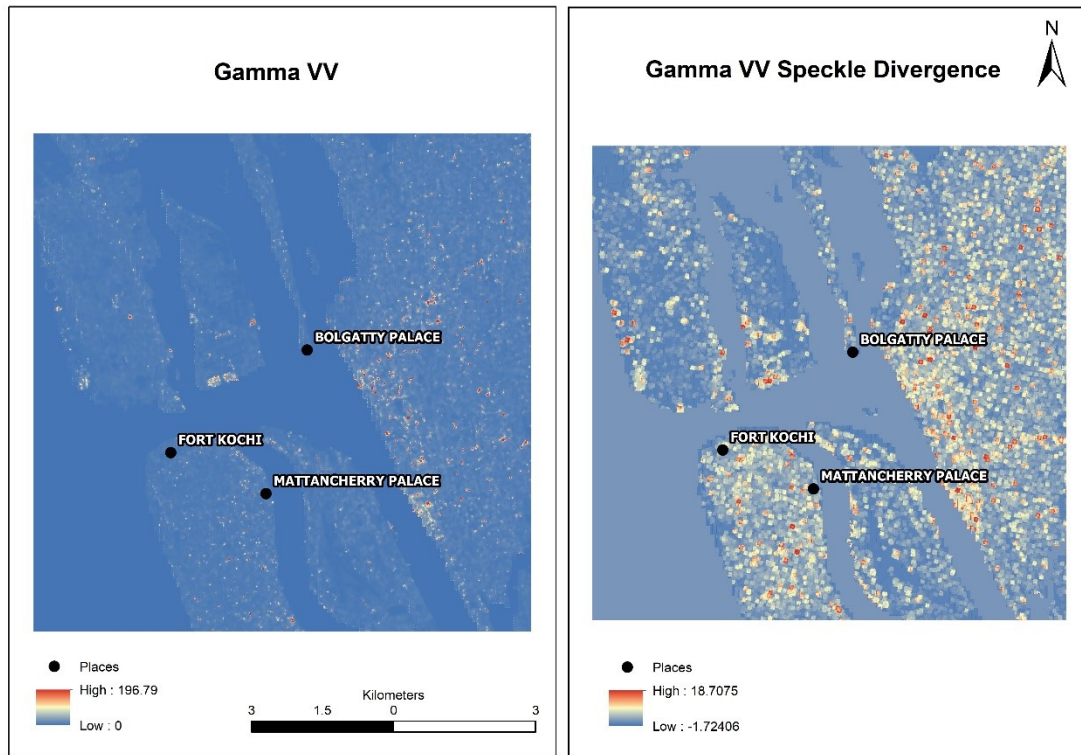 Gamma VV
BOLGATTY PALACE
FORT KOCHI
MATTANCHERRY PALACE
Places
High : 196.79
Low : 0
Kilometers
3 1.5 0 3
N
Gamma VV Speckle Divergence
BOLGATTY PALACE
FORT KOCHI
MATTANCHERRY PALACE
Places
High : 18.7075
Low : -1.72406